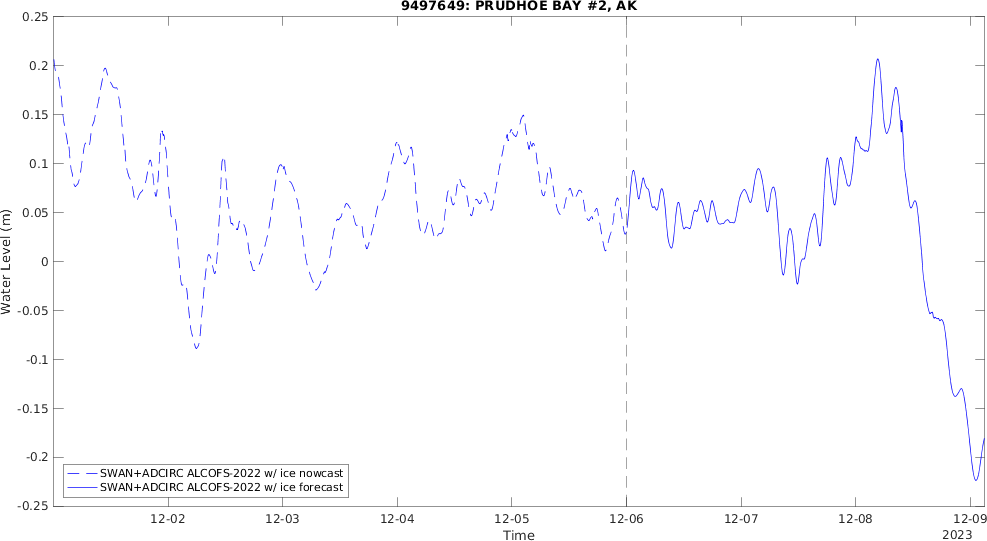 9497649: PRUDHOE BAY #2, AK
0.25
0.2
0.15
0.1
0.05
0
-0.05
-0.1
-0.15
-0.2
-0.25
Water Level (m)
SWAN+ADCIRC ALCOFS-2022 w/ ice nowcast
SWAN+ADCIRC ALCOFS-2022 w/ ice forecast
12-02 12-03 12-04 12-05 12-06 12-07 12-08 12-09
Time 2023